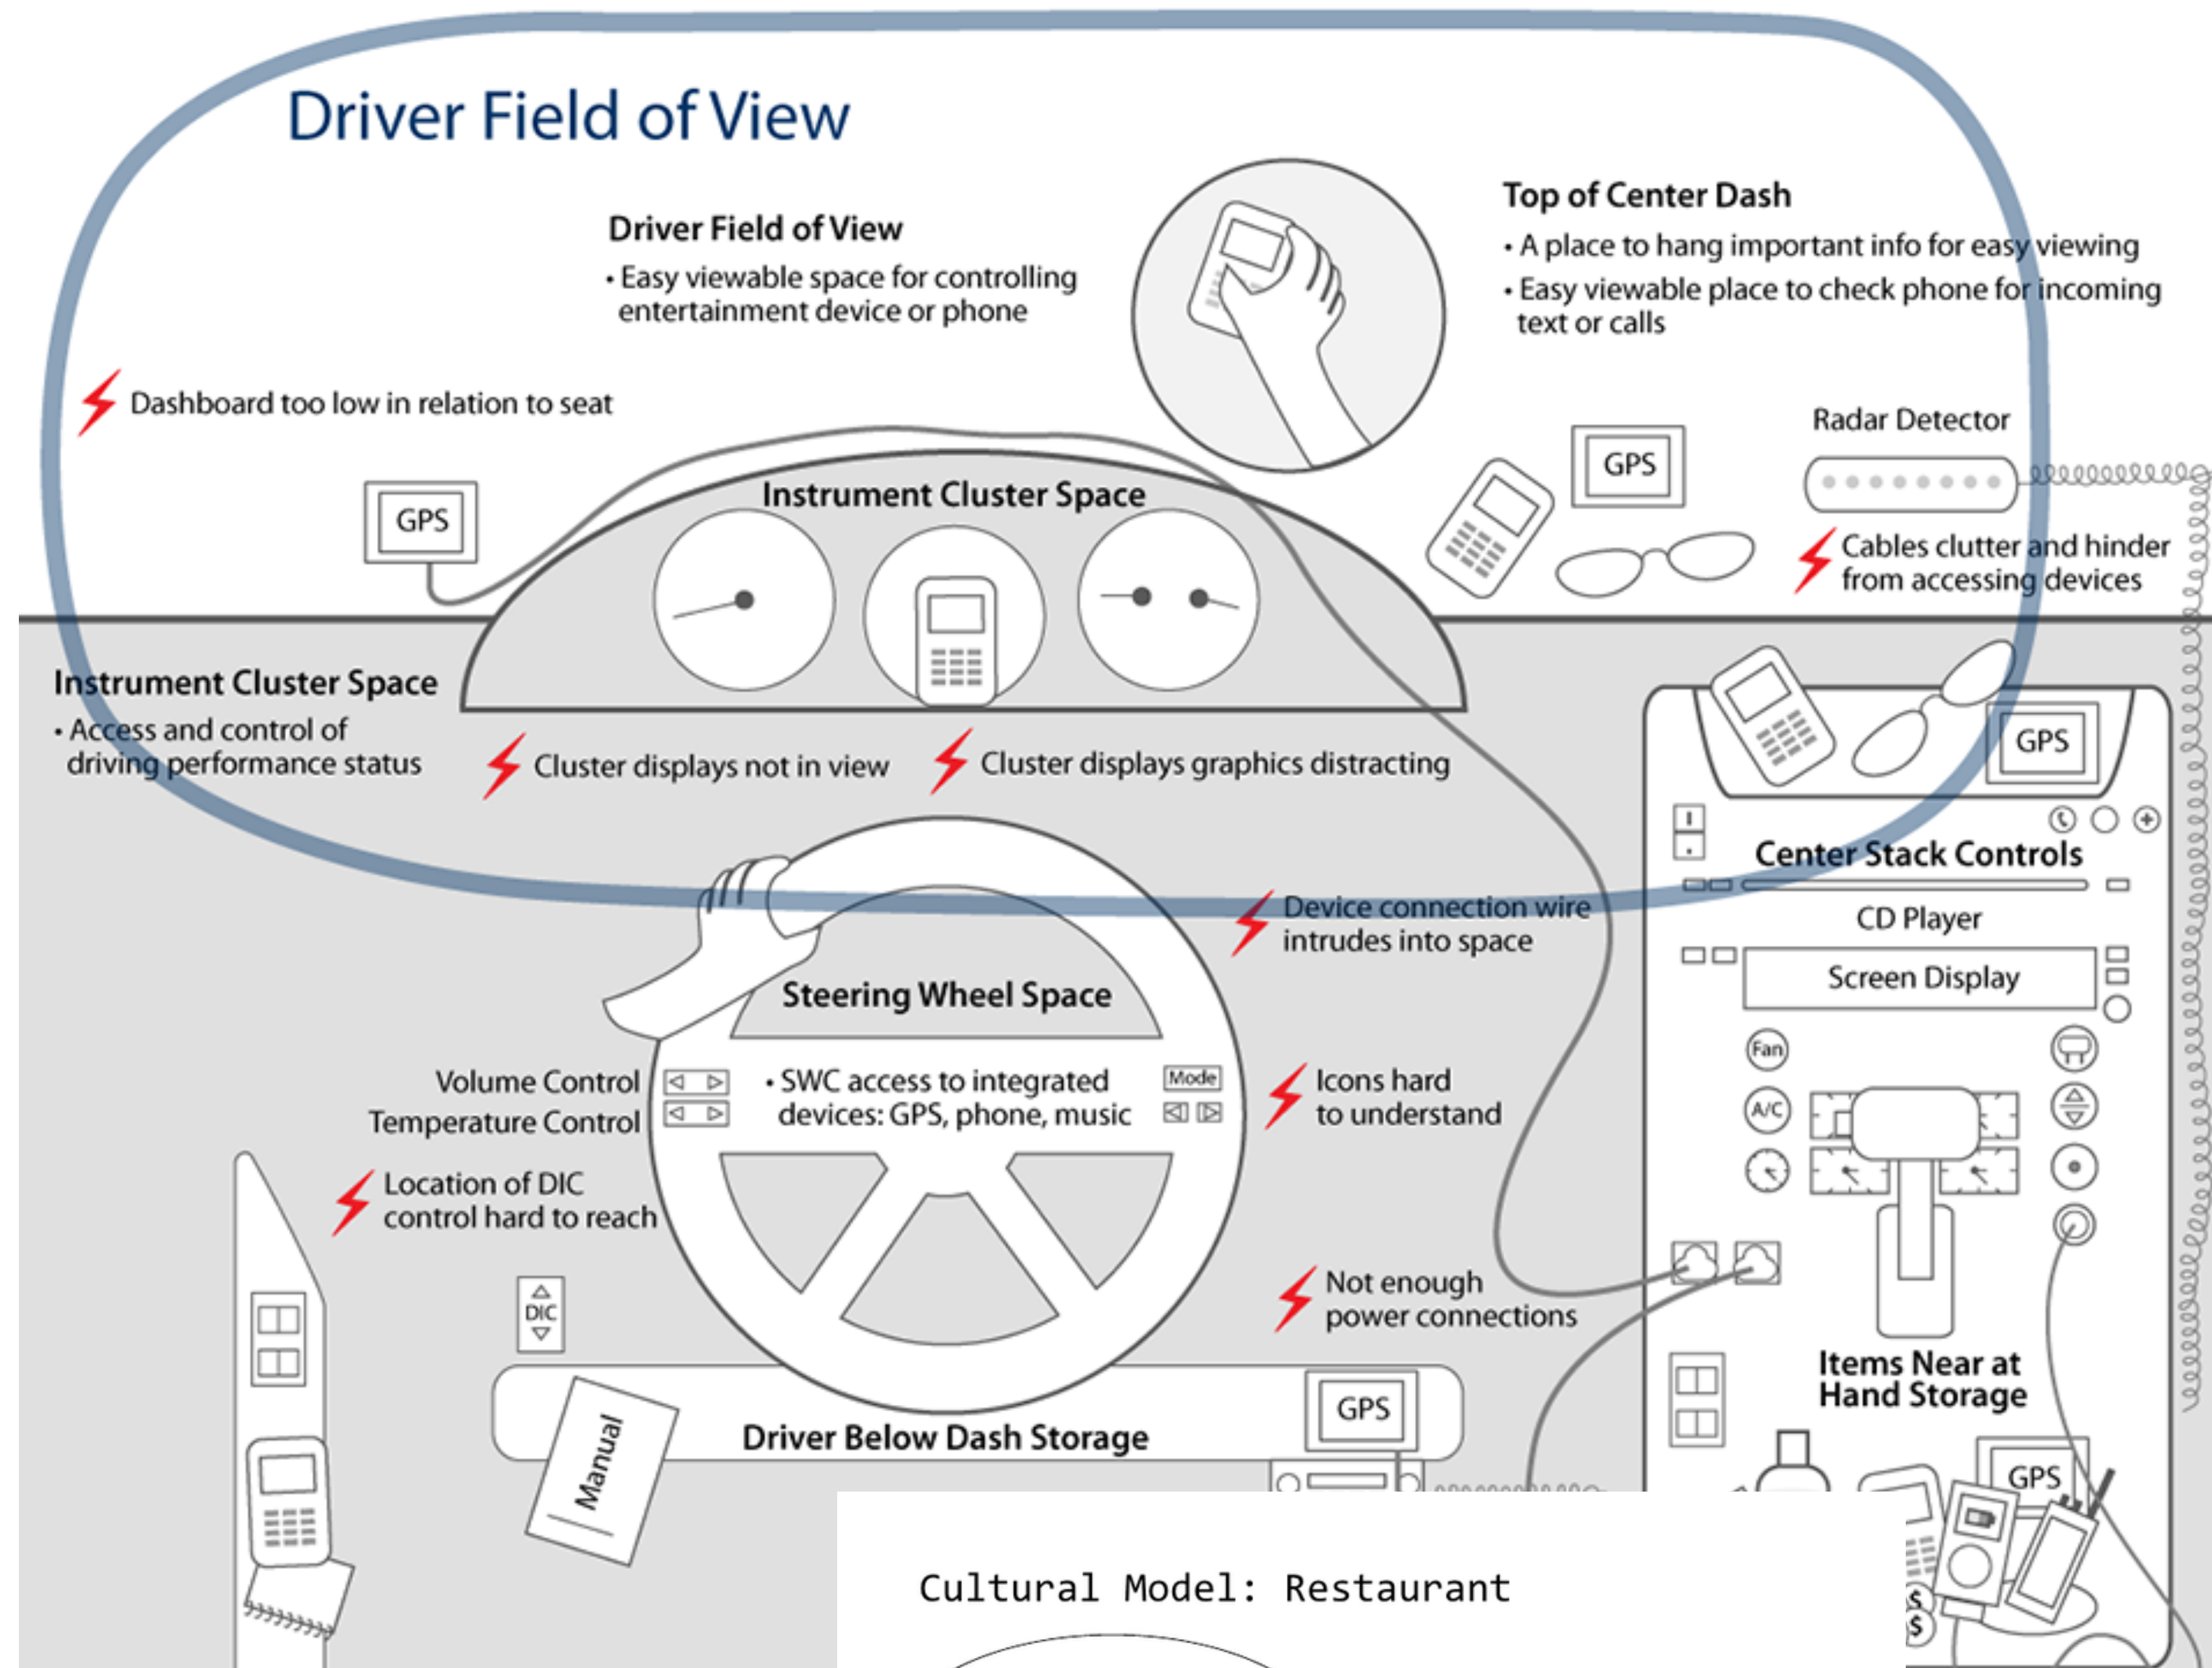 Driver Field of View
Driver Field of View
• Easy viewable space for controlling
entertainment device or phone
Top of Center Dash
• A place to hang important info for easy viewing
• Easy viewable place to check phone for incoming
text or calls
Dashboard too low in relation to seat
Radar Detector
GPS
GPS
Instrument Cluster Space
Cables clutter and hinder
from accessing devices
Instrument Cluster Space
• Access and control of
driving performance status
Cluster displays not in view
Cluster displays graphics distracting
GPS
Center Stack Controls
Device connection wire
intrudes into space
CD Player
Screen Display
Steering Wheel Space
Volume Control
Temperature Control
• SWC access to integrated
devices: GPS, phone, music
Mode
Icons hard
to understand
Fan
A/C
Location of DIC
control hard to reach
DIC
Not enough
power connections
Items Near at
Hand Storage
Manual
Driver Below Dash Storage
GPS
GPS
$
$
Cultural Model: Restaurant